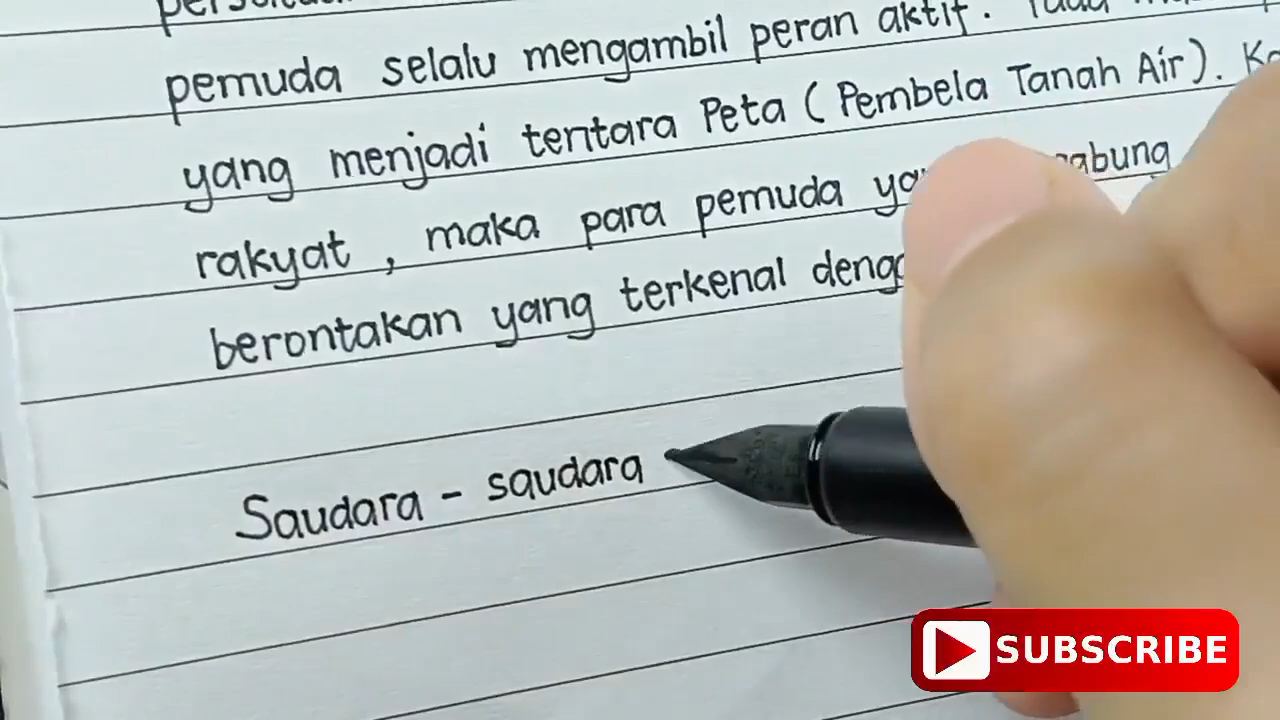 pemuda selalu mengambil peran aktif.
yang menjadi tentara Peta (Pembela Tanah Air).
rakyat, maka para pemuda
berontakan yang terkenal
Saudara - saudara
SUBSCRIBE